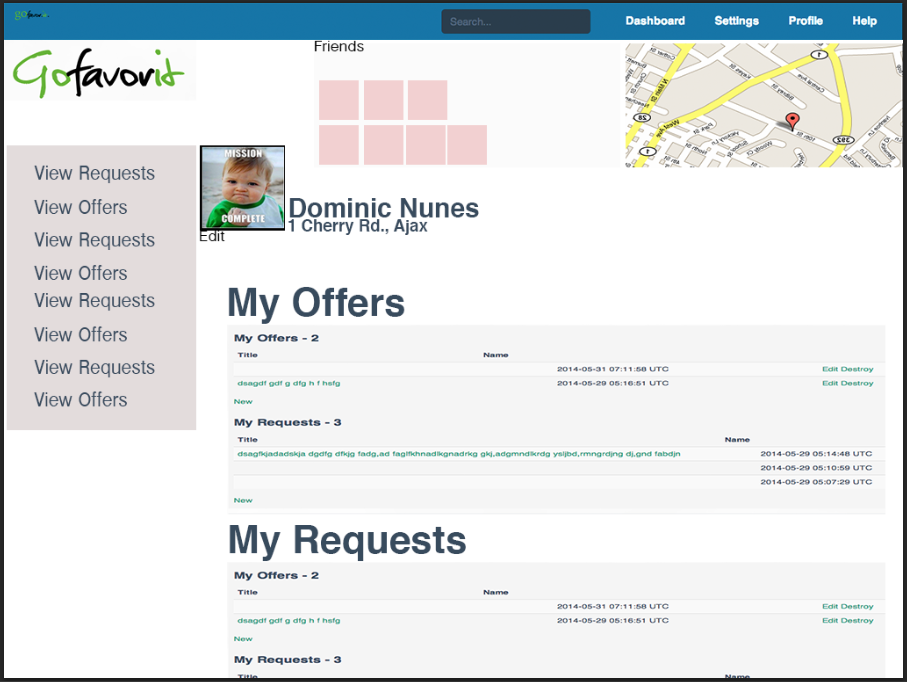 gofavorit
Search...
Dashboard
Settings
Profile
Help
Gofavorit
Friends
View Requests
View Offers
View Requests
View Offers
View Requests
View Offers
View Requests
View Offers
MISSION
COMPLETE
Edit
Dominic Nunes
1 Cherry Rd., Ajax
My Offers
My Offers - 2
Title Name
2014-05-31 07:11:58 UTC Edit Destroy
dsagdf gdf g dfg h f hsfg 2014-05-29 05:16:51 UTC Edit Destroy
New
My Requests - 3
Title Name
dsagfkjadadskja dgdfg dfkjg fadg,ad faglfkhnadlkgnadrkg gkj,adgmndlkrdg ysljbd,rmngrdjng dj,gnd fabdjn 2014-05-29 05:14:48 UTC
2014-05-29 05:10:59 UTC
2014-05-29 05:07:29 UTC
New
My Requests
My Offers - 2
Title Name
2014-05-31 07:11:58 UTC Edit Destroy
dsagdf gdf g dfg h f hsfg 2014-05-29 05:16:51 UTC Edit Destroy
New
My Requests - 3
Title Name